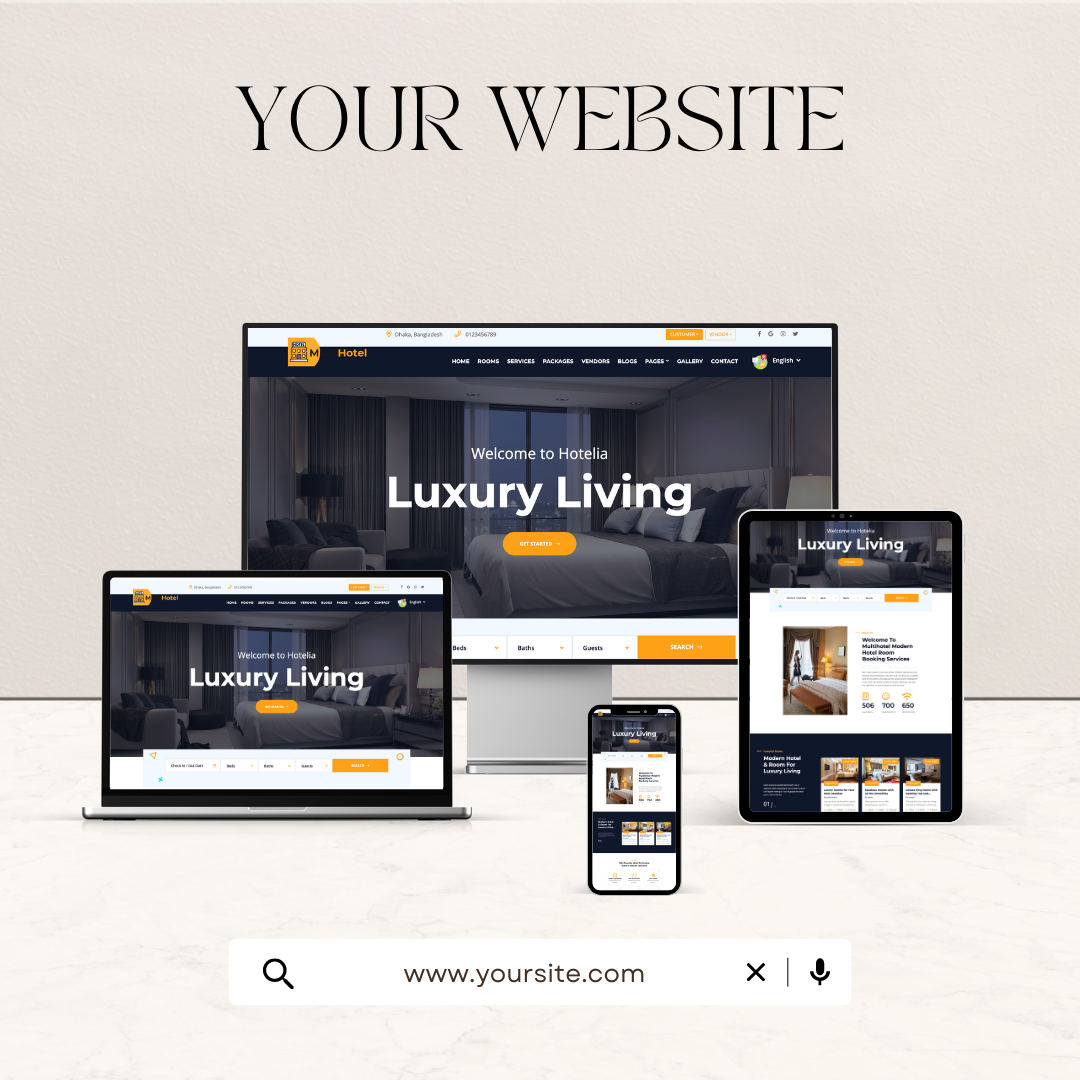 YOUR WEBSITE
Dhaka, Bangladesh
0123456789
CUSTOMER
VENDOR
HOTEL
M
Hotel
HOME ROOMS SERVICES PACKAGES VENDORS BLOGS PAGES GALLERY CONTACT
English
Welcome to Hotelia
Luxury Living
GET STARTED →
Beds
Baths
Guests
SEARCH →
Hotel
HOME ROOMS SERVICES PACKAGES VENDORS BLOGS PAGES GALLERY CONTACT
English
Welcome to Hotelia
Luxury Living
GET STARTED →
Beds
Baths
Guests
SEARCH →
Welcome to Hotelia
Luxury Living
Welcome To
Multihotel Modern
Hotel Room
Booking Services
506
700
650
Modern Hotel
& Room For
Luxury Living
01
Luxury Living
www.yoursite.com